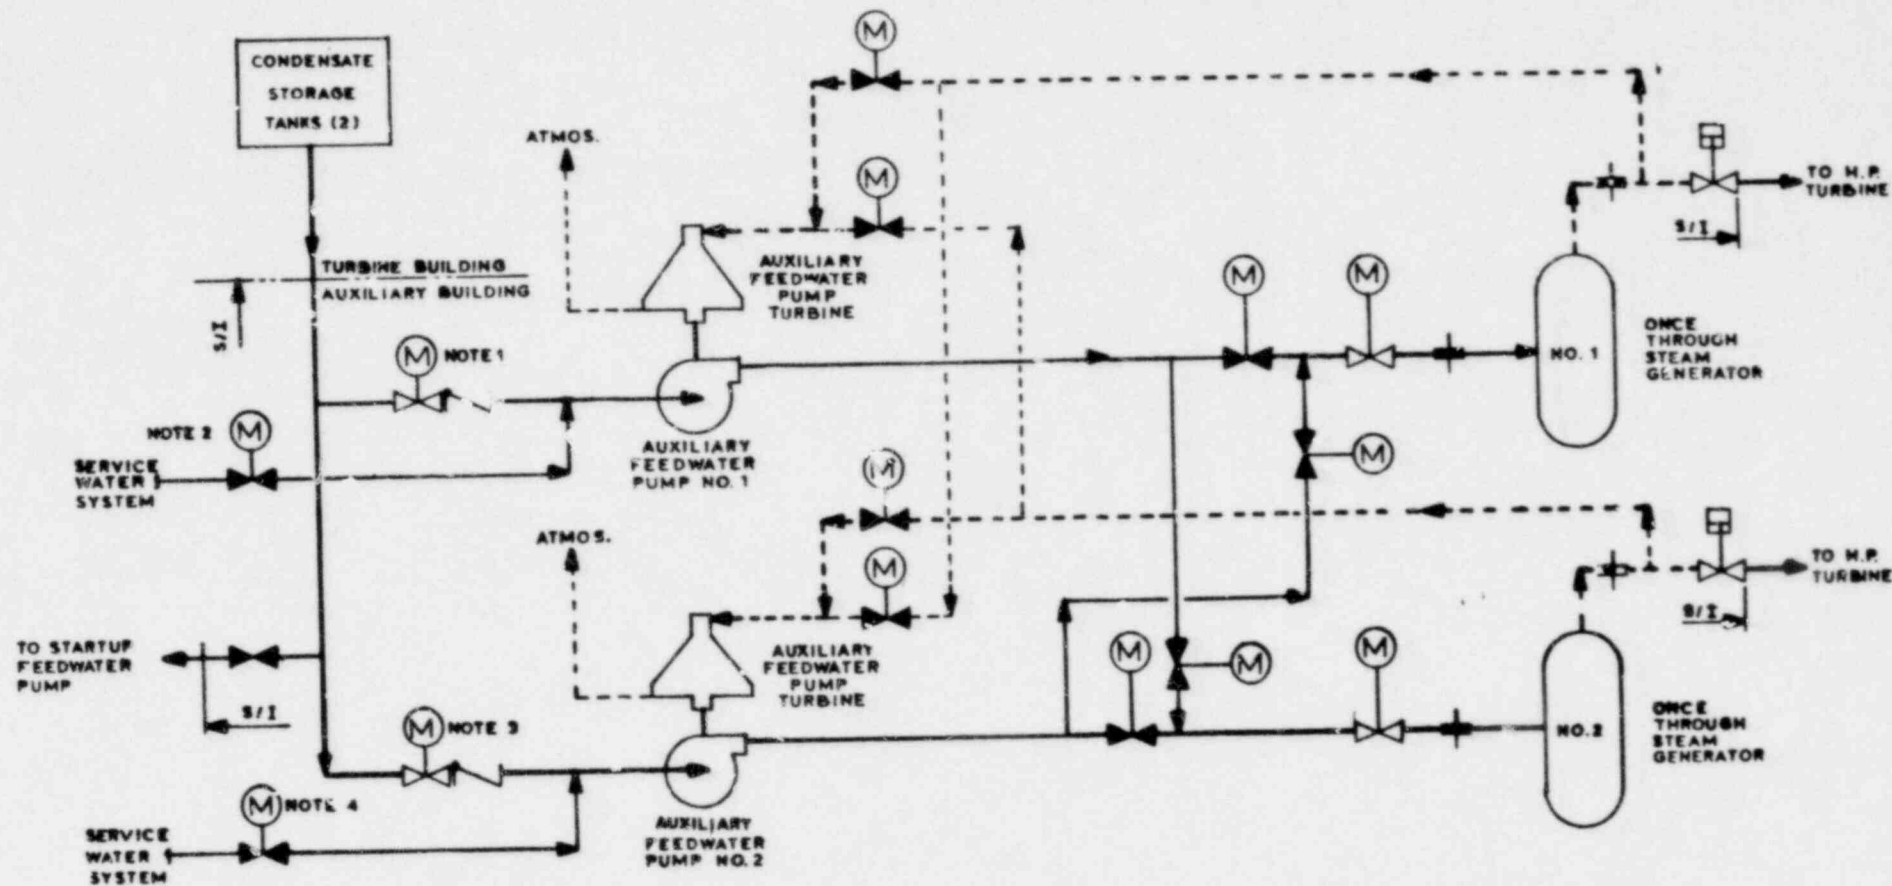 CONDENSATE
STORAGE
TANKS (2)
ATMOS.
M
M
TO H.P.
TURBINE
S/I
TURBINE BUILDING
AUXILIARY BUILDING
S/I
AUXILIARY
FEEDWATER
PUMP
TURBINE
M
M
ONCE
THROUGH
STEAM
GENERATOR
NO. 1
M NOTE 1
NOTE 2 M
SERVICE
WATER
SYSTEM
AUXILIARY
FEEDWATER
PUMP NO. 1
M
M
ATMOS.
M
TO H.P.
TURBINE
S/I
TO STARTUP
FEEDWATER
PUMP
S/I
AUXILIARY
FEEDWATER
PUMP
TURBINE
M
M
M
ONCE
THROUGH
STEAM
GENERATOR
NO. 2
M NOTE 3
M NOTE 4
SERVICE
WATER
SYSTEM
AUXILIARY
FEEDWATER
PUMP NO. 2